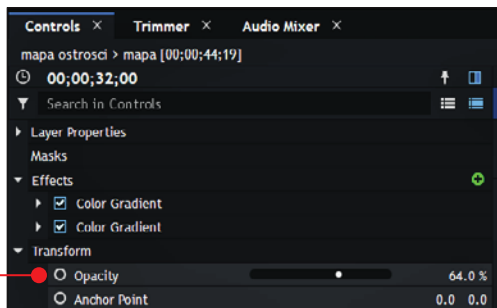 Controls × Trimmer × Audio Mixer ×
mapa ostrosci > mapa [00;00;44;19]
00;00;32;00
Search in Controls
Layer Properties
Masks
Effects
Color Gradient
Color Gradient
Transform
Opacity 64.0 %
Anchor Point 0.0 0.0